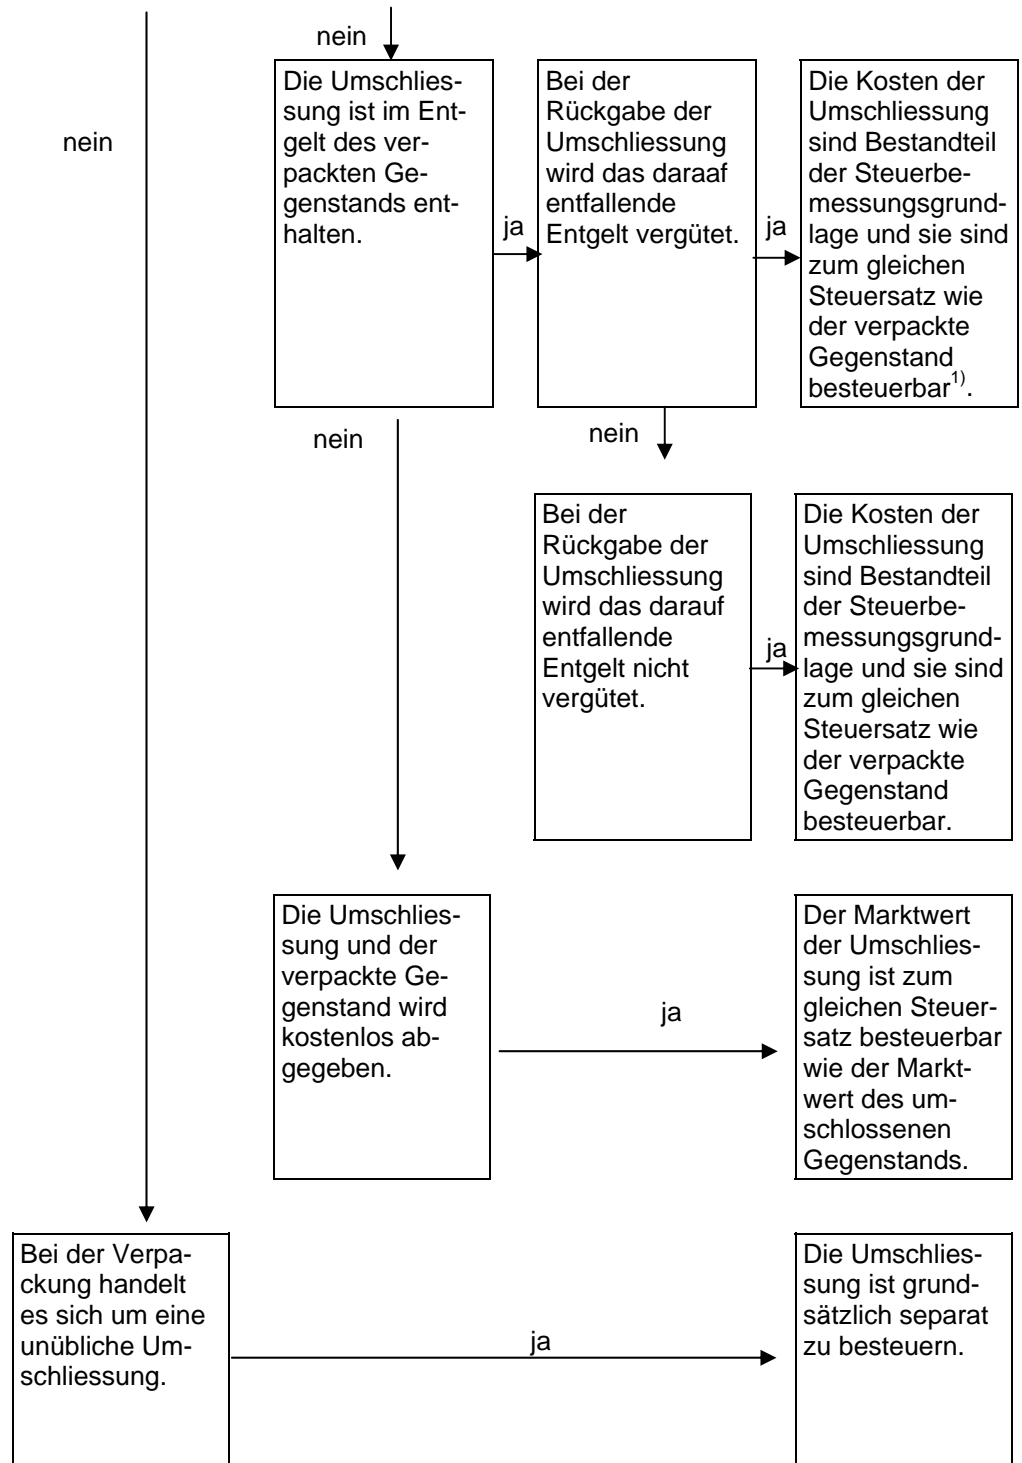 nein
nein
Die Umschlies-
sung ist im Ent-
gelt des ver-
packten Ge-
genstands ent-
halten.
ja
Bei der
Rückgabe der
Umschliessung
wird das daraaf
entfallende
Entgelt vergütet.
ja
Die Kosten der
Umschliessung
sind Bestandteil
der Steuerbe-
messungsgrund-
lage und sie sind
zum gleichen
Steuersatz wie
der verpackte
Gegenstand
besteuerbar1).
nein
nein
Bei der
Rückgabe der
Umschliessung
wird das darauf
entfallende
Entgelt nicht
vergütet.
ja
Die Kosten der
Umschliessung
sind Bestandteil
der Steuerbe-
messungsgrund-
lage und sie sind
zum gleichen
Steuersatz wie
der verpackte
Gegenstand
besteuerbar.
Die Umschlies-
sung und der
verpackte Ge-
genstand wird
kostenlos ab-
gegeben.
ja
Der Marktwert
der Umschlies-
sung ist zum
gleichen Steuer-
satz besteuerbar
wie der Markt-
wert des um-
schlossenen
Gegenstands.
Bei der Verpa-
ckung handelt
es sich um eine
unübliche Um-
schliessung.
ja
Die Umschlies-
sung ist grund-
sätzlich separat
zu besteuern.